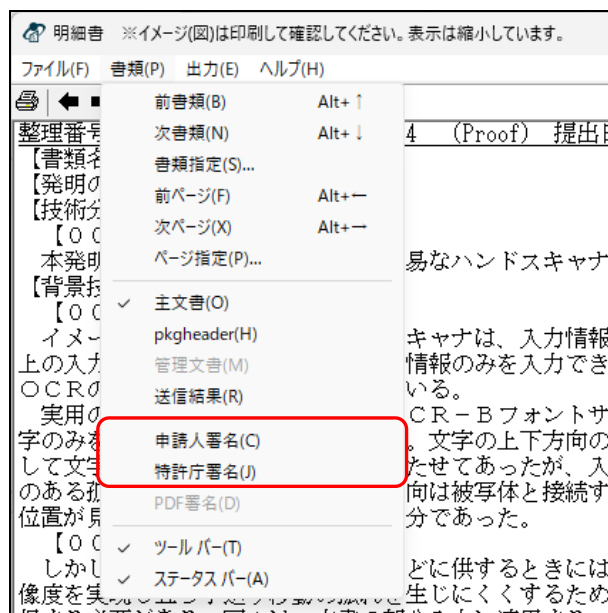 明細書 ※イメージ(図)は印刷して確認してください。表示は縮小しています。
ファイル(F) 書類(P) 出力(E) ヘルプ(H)
前書類(B) Alt+↑
次書類(N) Alt+↓
書類指定(S)...
前ページ(F) Alt+←
次ページ(X) Alt+→
ページ指定(P)...
✓ 主文書(O)
pkgheader(H)
管理文書(M)
送信結果(R)
申請人署名(C)
特許庁署名(J)
PDF署名(D)
✓ ツール バー(T)
✓ ステータス バー(A)
整理番号 4 (Proof) 提出
【書類名
【発明の
【技術分
【００
本発明 易なハンドスキャナ
【背景技
【００
イメー キャナは、入力情報
上の入力 情報のみを入力でき
ＯＣＲの いる。
実用の ＣＲ－Ｂフォントサ
字のみを 。文字の上下方向の
して文字 たせてあったが、入
のある孤 向は被写体と接続す
位置が見 分であった。
【００
しかし どに供するときには
像度を実 生じにくくするため